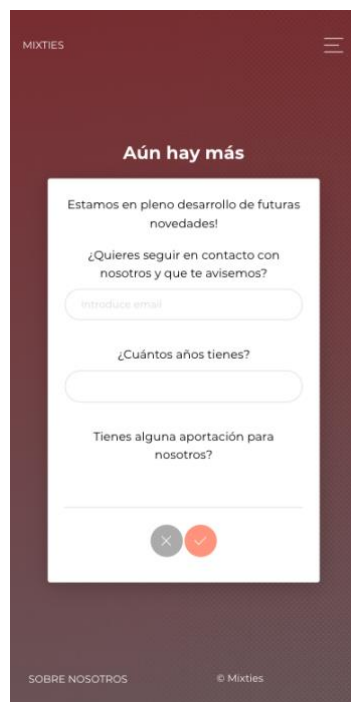 MIXTIES
Aún hay más
Estamos en pleno desarrollo de futuras
novedades!
¿Quieres seguir en contacto con
nosotros y que te avisemos?
Introduce email
¿Cuántos años tienes?
Tienes alguna aportación para
nosotros?
SOBRE NOSOTROS
© Mixties